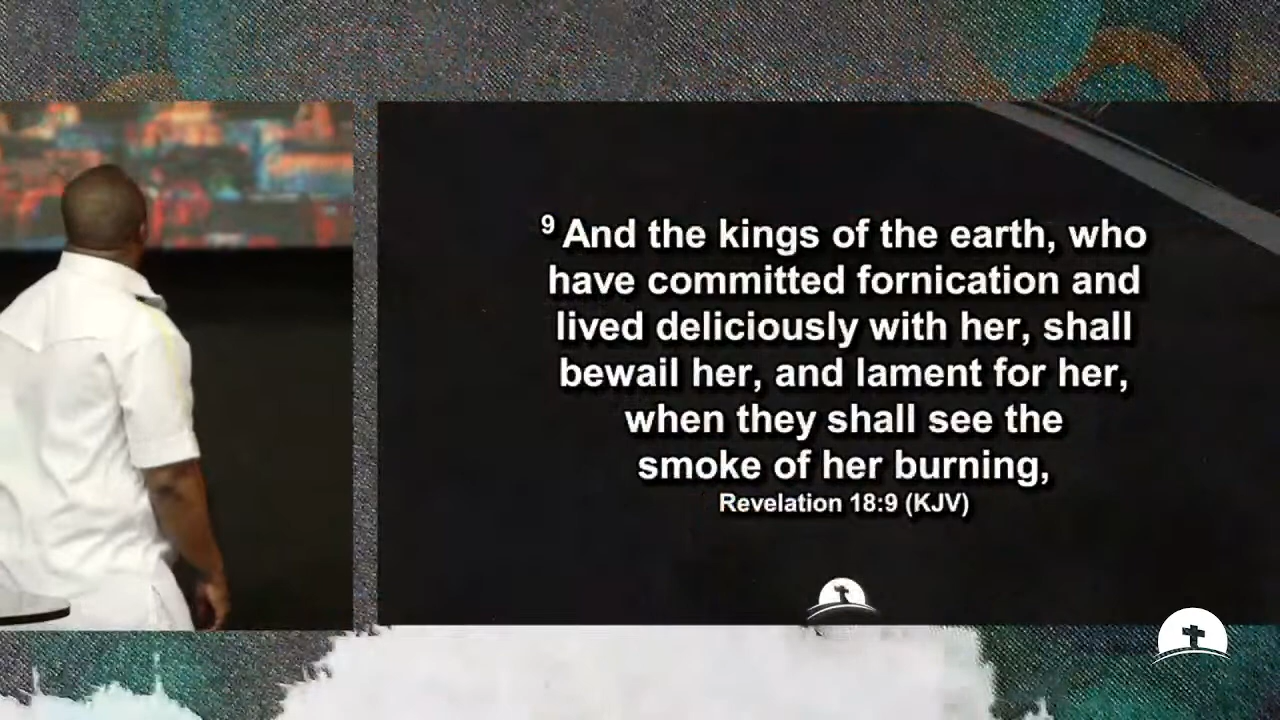 9 And the kings of the earth, who
have committed fornication and
lived deliciously with her, shall
bewail her, and lament for her,
when they shall see the
smoke of her burning,
Revelation 18:9 (KJV)